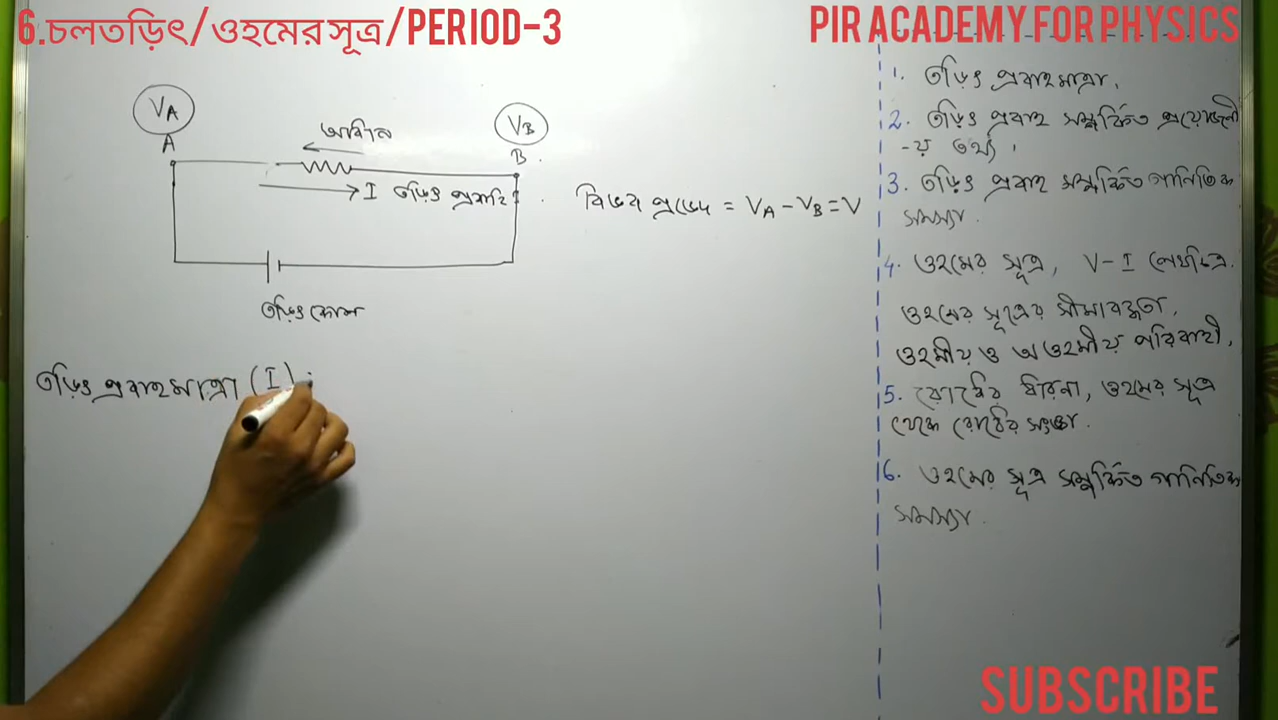 6.চলতড়িৎ/ওহমের সূত্র/PERIOD-3
PIR ACADEMY FOR PHYSICS
VA
A
আধান
VB
B
I তড়িৎ প্রবাহ
বিভব প্রভেদ = VA - VB = V
তড়িৎ কোশ
তড়িৎ প্রবাহমাত্রা (I) :
1. তড়িৎ প্রবাহমাত্রা,
2. তড়িৎ প্রবাহ সম্পর্কিত প্রয়োজনী
-য় তথ্য।
3. তড়িৎ প্রবাহ সম্পর্কিত গানিতিক
সমস্যা.
4. ওহমের সূত্র, V-I লেখচিত্র.
ওহমের সূত্রের সীমাবদ্ধতা,
ওহমীয় ও অওহমীয় পরিবাহী,
5. রোধের ধারনা, ওহমের সূত্র
থেকে রোধের সংজ্ঞা.
6. ওহমের সূত্র সম্পর্কিত গানিতিক
সমস্যা.
SUBSCRIBE